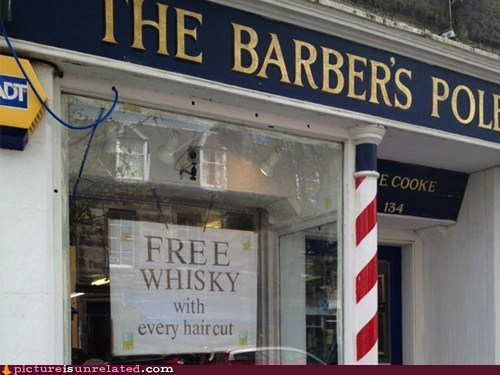 THE BARBER'S POLE
ADT
E COOKE
134
FREE
WHISKY
with
every haircut
pictureisunrelated.com